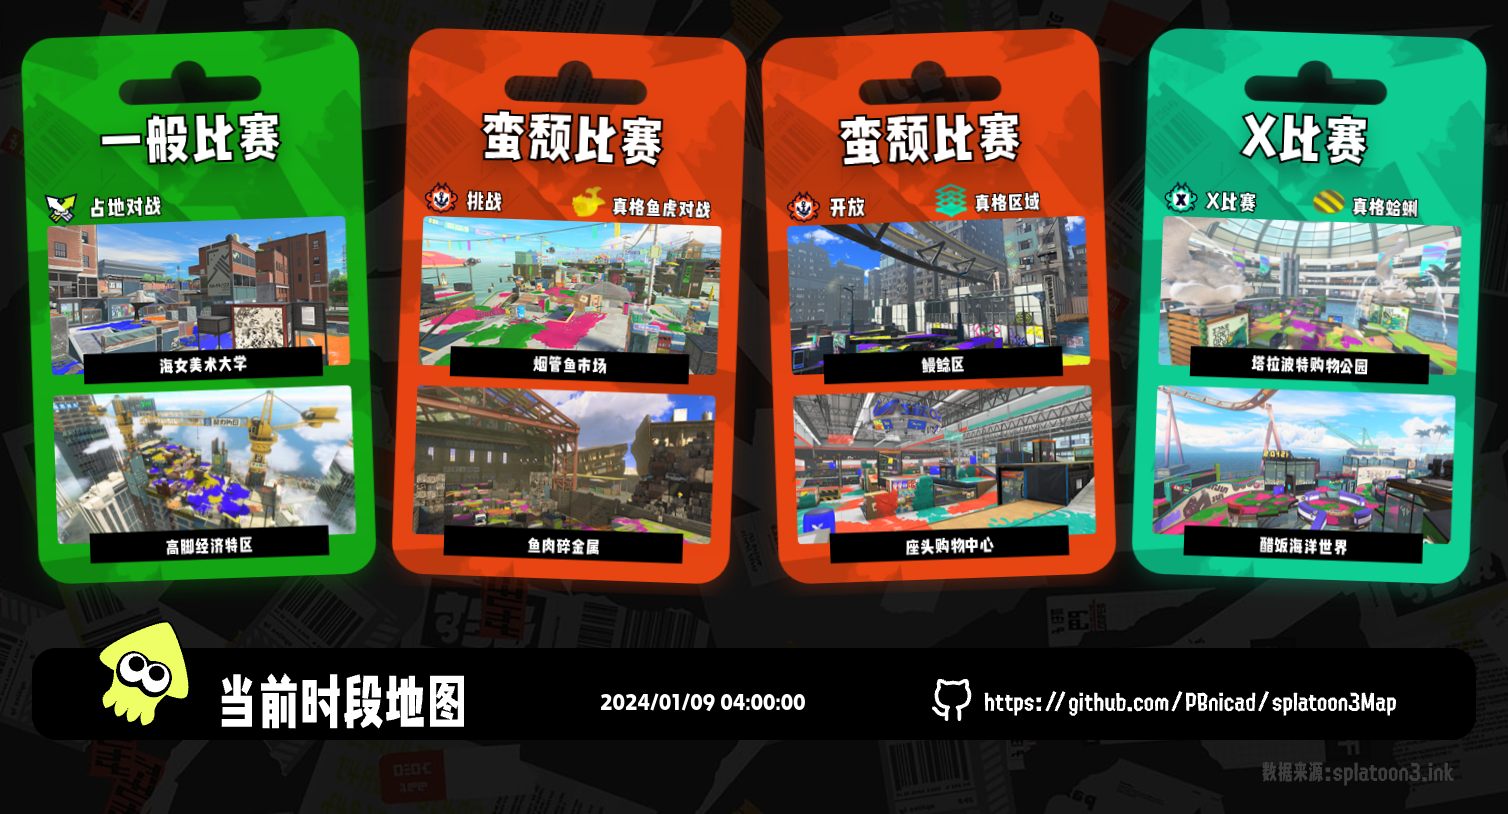 一般比赛
占地对战
海女美术大学
高脚经济特区
蛮颓比赛
挑战
真格鱼虎对战
烟管鱼市场
鱼肉碎金属
蛮颓比赛
开放
真格区域
鳗鲶区
座头购物中心
X比赛
X比赛
真格蛤蜊
塔拉波特购物公园
醋饭海洋世界
当前时段地图
2024/01/09 04:00:00
https://github.com/PBnicad/splatoon3Map
数据来源:splatoon3.ink